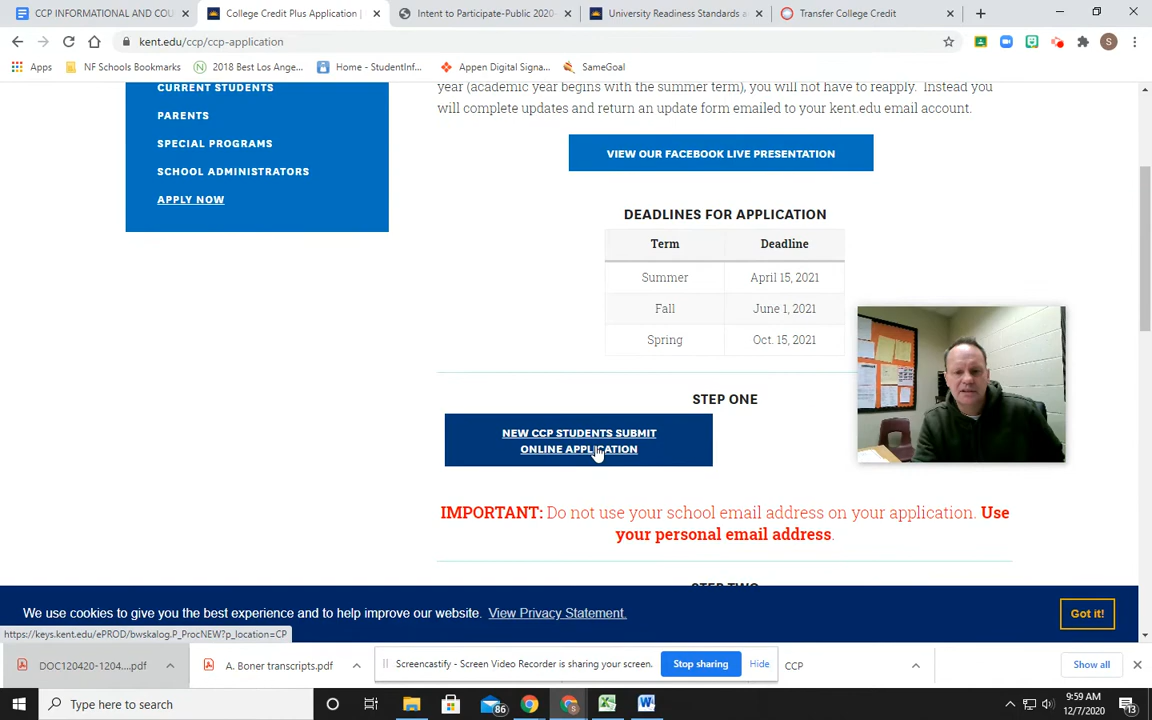 CCP INFORMATIONAL AND COU
College Credit Plus Application |
Intent to Participate-Public 2020-
University Readiness Standards a
Transfer College Credit
kent.edu/ccp/ccp-application
S
Apps
NF Schools Bookmarks
2018 Best Los Ange...
Home - StudentInf...
Appen Digital Signa...
SameGoal
CURRENT STUDENTS
PARENTS
SPECIAL PROGRAMS
SCHOOL ADMINISTRATORS
APPLY NOW
year (academic year begins with the summer term), you will not have to reapply. Instead you
will complete updates and return an update form emailed to your kent.edu email account.
VIEW OUR FACEBOOK LIVE PRESENTATION
DEADLINES FOR APPLICATION
Term Deadline
Summer April 15, 2021
Fall June 1, 2021
Spring Oct. 15, 2021
STEP ONE
NEW CCP STUDENTS SUBMIT
ONLINE APPLICATION
IMPORTANT: Do not use your school email address on your application. Use
your personal email address.
STEP TWO
We use cookies to give you the best experience and to help improve our website. View Privacy Statement.
Got it!
https://keys.kent.edu/ePROD/bwskalog.P_ProcNEW?p_location=CP
DOC120420-1204....pdf
A. Boner transcripts.pdf
Screencastify - Screen Video Recorder is sharing your screen.
Stop sharing
Hide
CCP
Show all
Type here to search
86
9:59 AM
12/7/2020
13